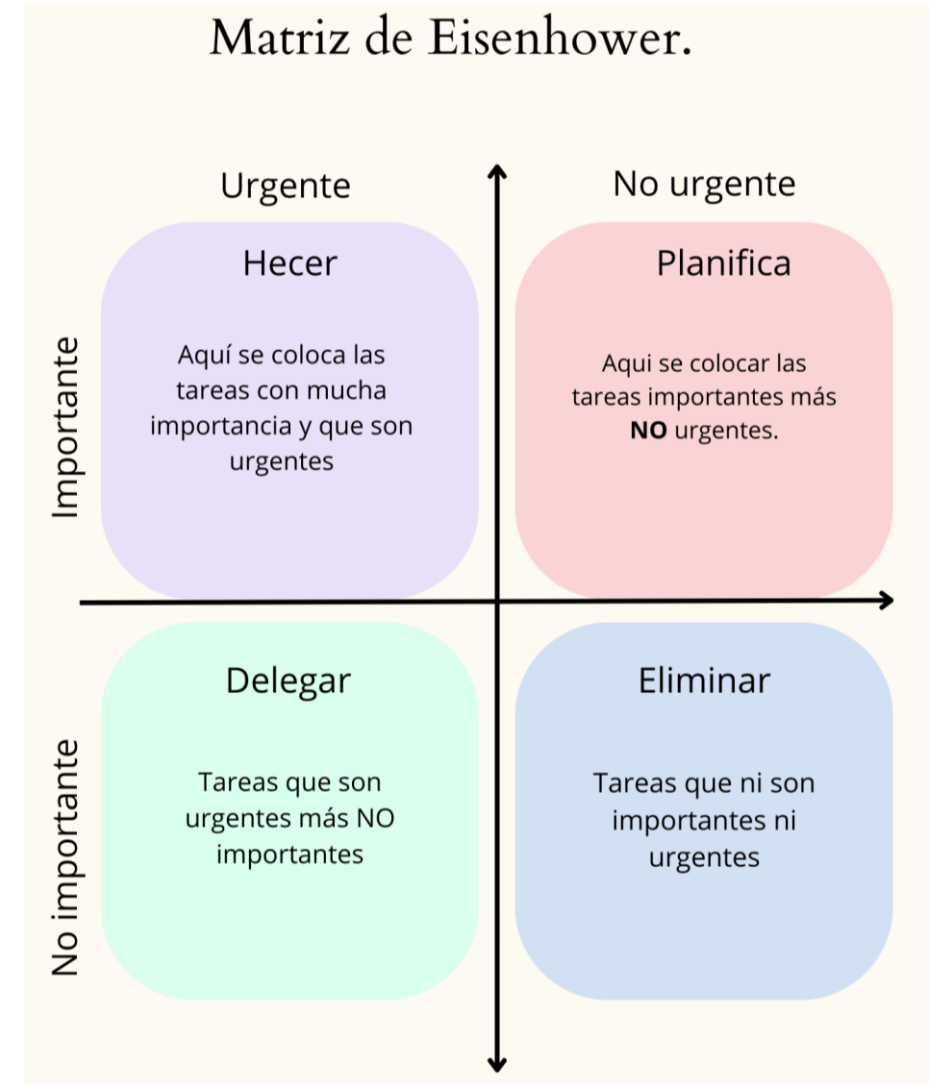 Matriz de Eisenhower.
Urgente
No urgente
Importante
Hecer
Aquí se coloca las
tareas con mucha
importancia y que son
urgentes
Planifica
Aqui se colocar las
tareas importantes más
NO urgentes.
No importante
Delegar
Tareas que son
urgentes más NO
importantes
Eliminar
Tareas que ni son
importantes ni
urgentes